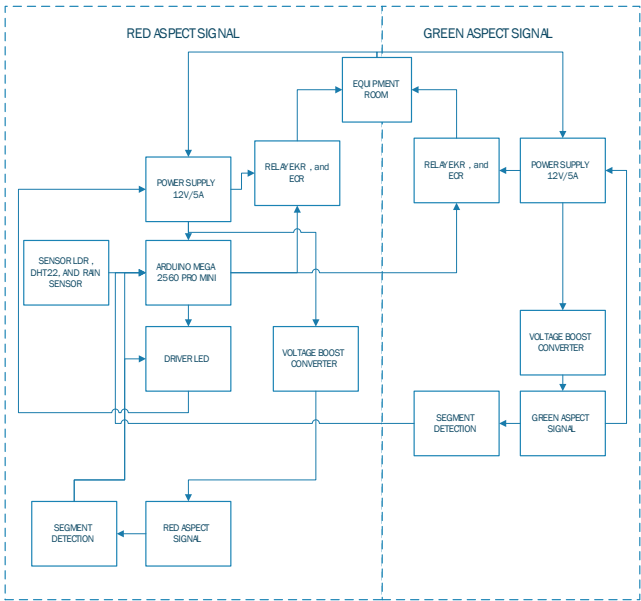 RED ASPECT SIGNAL
GREEN ASPECT SIGNAL
EQUIPMENT
ROOM
RELAY EKR , and
ECR
RELAY EKR , and
ECR
POWER SUPPLY
12V/5A
POWER SUPPLY
12V/5A
SENSOR LDR ,
DHT22, AND RAIN
SENSOR
ARDUINO MEGA
2560 PRO MINI
DRIVER LED
VOLTAGE BOOST
CONVERTER
VOLTAGE BOOST
CONVERTER
SEGMENT
DETECTION
GREEN ASPECT
SIGNAL
SEGMENT
DETECTION
RED ASPECT
SIGNAL